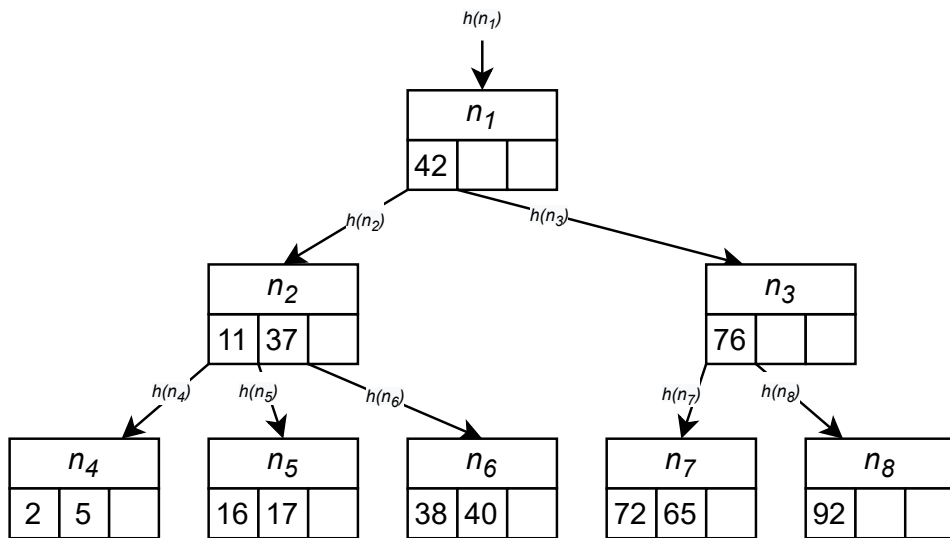 h(n1)
n1
42
h(n2) h(n3)
n2 n3
11 37 76
h(n4) h(n5) h(n6) h(n7) h(n8)
n4 n5 n6 n7 n8
2 5 16 17 38 40 72 65 92